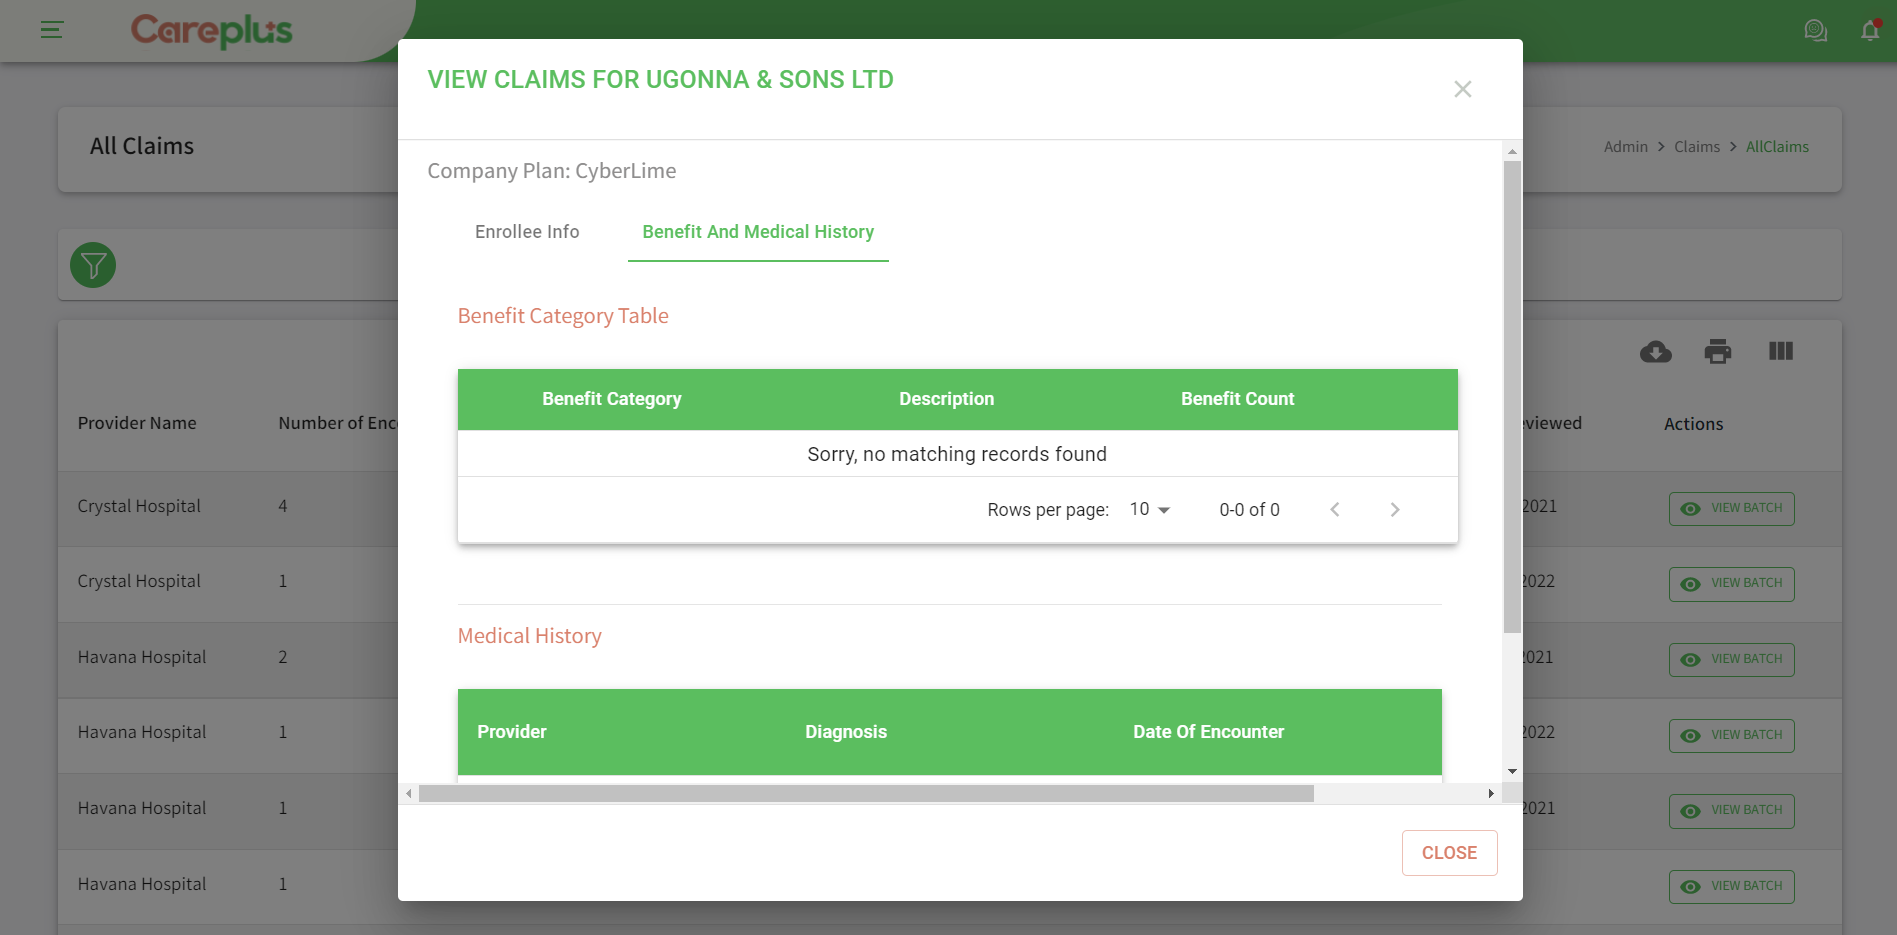 Careplus
VIEW CLAIMS FOR UGONNA & SONS LTD
All Claims
Admin > Claims > AllClaims
Company Plan: CyberLime
Enrollee Info
Benefit And Medical History
Benefit Category Table
Benefit Category Description Benefit Count
Sorry, no matching records found
Rows per page: 10 0-0 of 0
Medical History
Provider Diagnosis Date Of Encounter
CLOSE
Provider Name Number of Enc eviewed Actions
Crystal Hospital 4 2021 VIEW BATCH
Crystal Hospital 1 2022 VIEW BATCH
Havana Hospital 2 2021 VIEW BATCH
Havana Hospital 1 2022 VIEW BATCH
Havana Hospital 1 2021 VIEW BATCH
Havana Hospital 1 VIEW BATCH